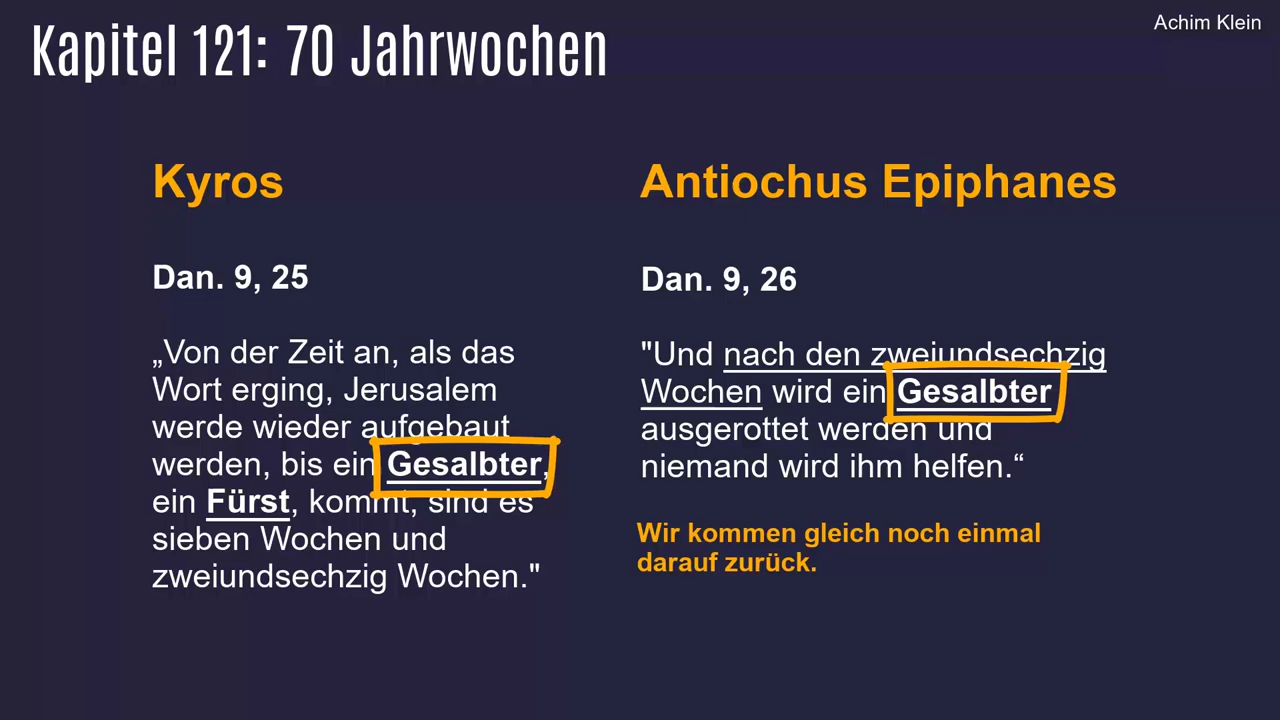 Achim Klein
Kapitel 121: 70 Jahrwochen
Kyros
Dan. 9, 25
„Von der Zeit an, als das
Wort erging, Jerusalem
werde wieder aufgebaut
werden, bis ein Gesalbter,
ein Fürst, kommt, sind es
sieben Wochen und
zweiundsechzig Wochen."
Antiochus Epiphanes
Dan. 9, 26
"Und nach den zweiundsechzig
Wochen wird ein Gesalbter
ausgerottet werden und
niemand wird ihm helfen.“
Wir kommen gleich noch einmal
darauf zurück.